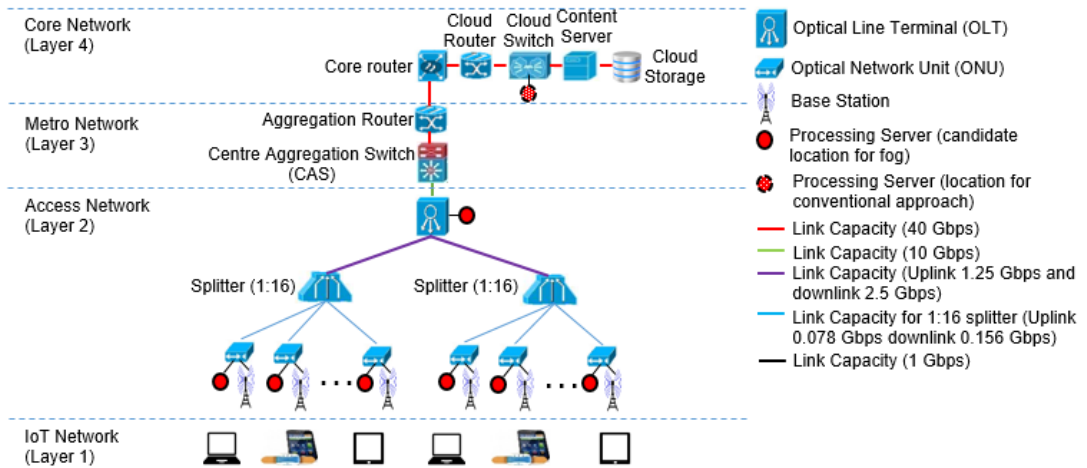 Core Network
(Layer 4)
Cloud
Router
Cloud
Switch
Content
Server
Core router
Cloud
Storage
Metro Network
(Layer 3)
Aggregation Router
Centre Aggregation Switch
(CAS)
Access Network
(Layer 2)
Splitter (1:16)
Splitter (1:16)
IoT Network
(Layer 1)
Optical Line Terminal (OLT)
Optical Network Unit (ONU)
Base Station
Processing Server (candidate
location for fog)
Processing Server (location for
conventional approach)
Link Capacity (40 Gbps)
Link Capacity (10 Gbps)
Link Capacity (Uplink 1.25 Gbps and
downlink 2.5 Gbps)
Link Capacity for 1:16 splitter (Uplink
0.078 Gbps downlink 0.156 Gbps)
Link Capacity (1 Gbps)